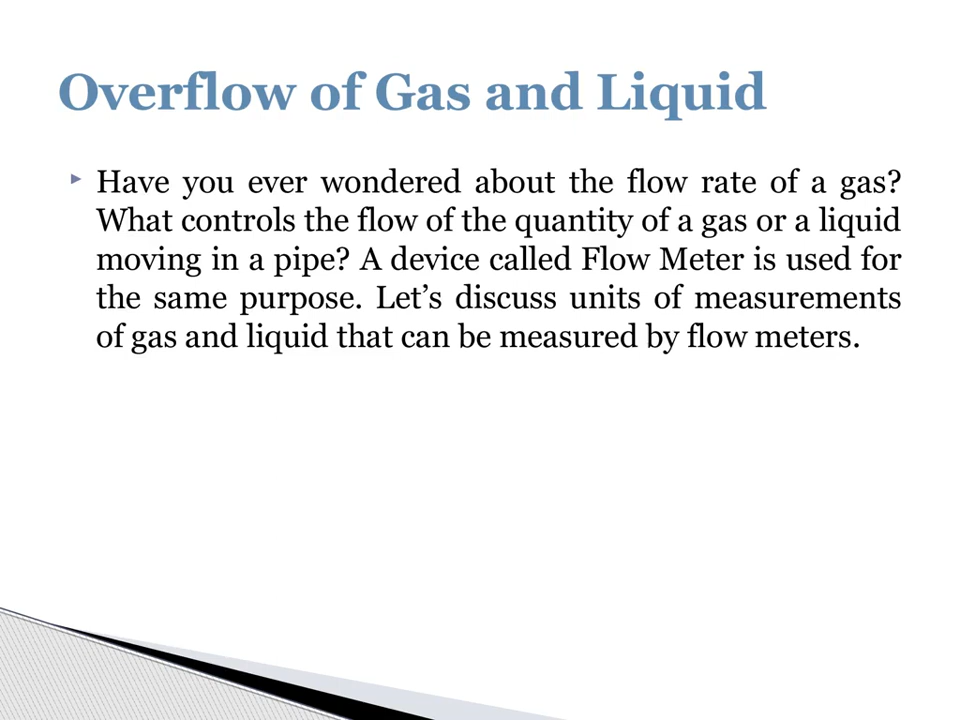 Overflow of Gas and Liquid
Have you ever wondered about the flow rate of a gas?
What controls the flow of the quantity of a gas or a liquid
moving in a pipe? A device called Flow Meter is used for
the same purpose. Let’s discuss units of measurements
of gas and liquid that can be measured by flow meters.